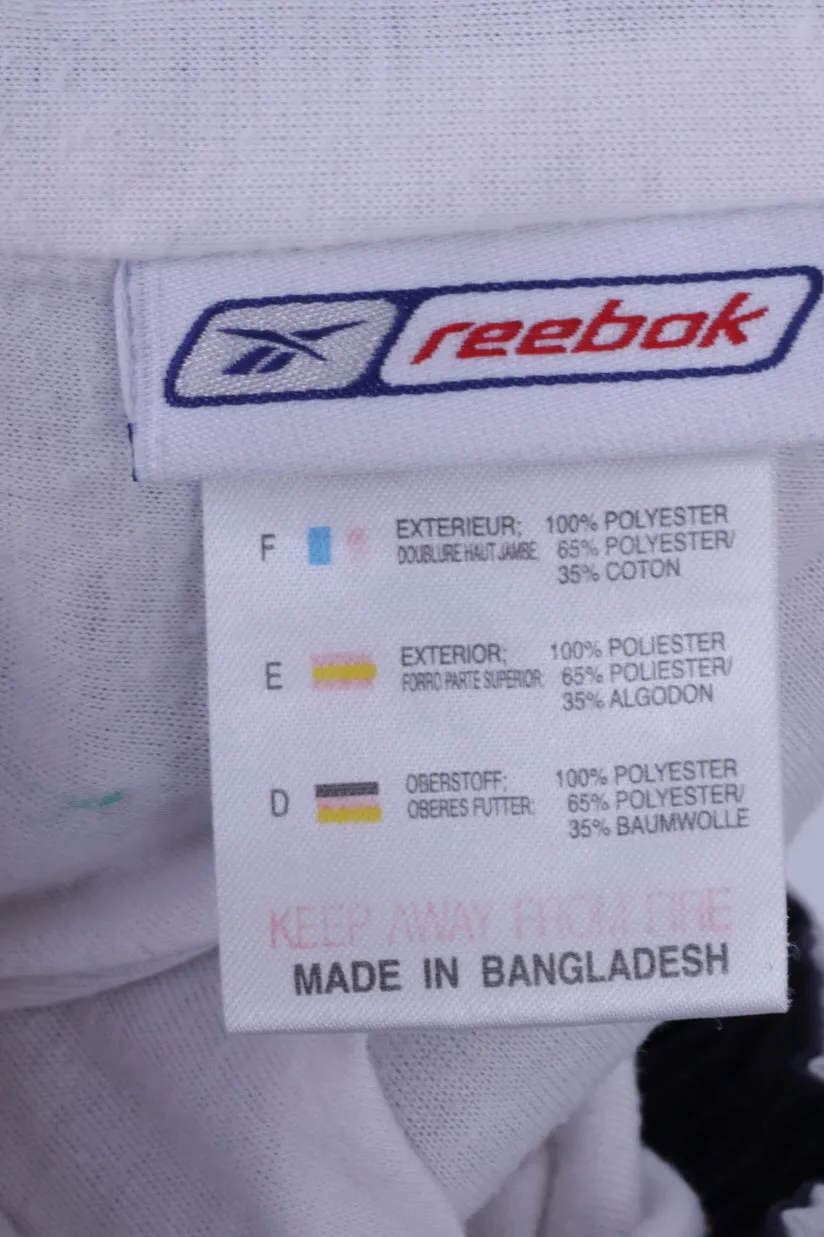 reebok
F EXTERIEUR; 100% POLYESTER
DOUBLURE HAUT JAMBE: 65% POLYESTER/
35% COTON
E EXTERIOR; 100% POLIESTER
FORRO PARTE SUPERIOR: 65% POLIESTER/
35% ALGODON
D OBERSTOFF; 100% POLYESTER
OBERES FUTTER; 65% POLYESTER/
35% BAUMWOLLE
KEEP AWAY FROM FIRE
MADE IN BANGLADESH